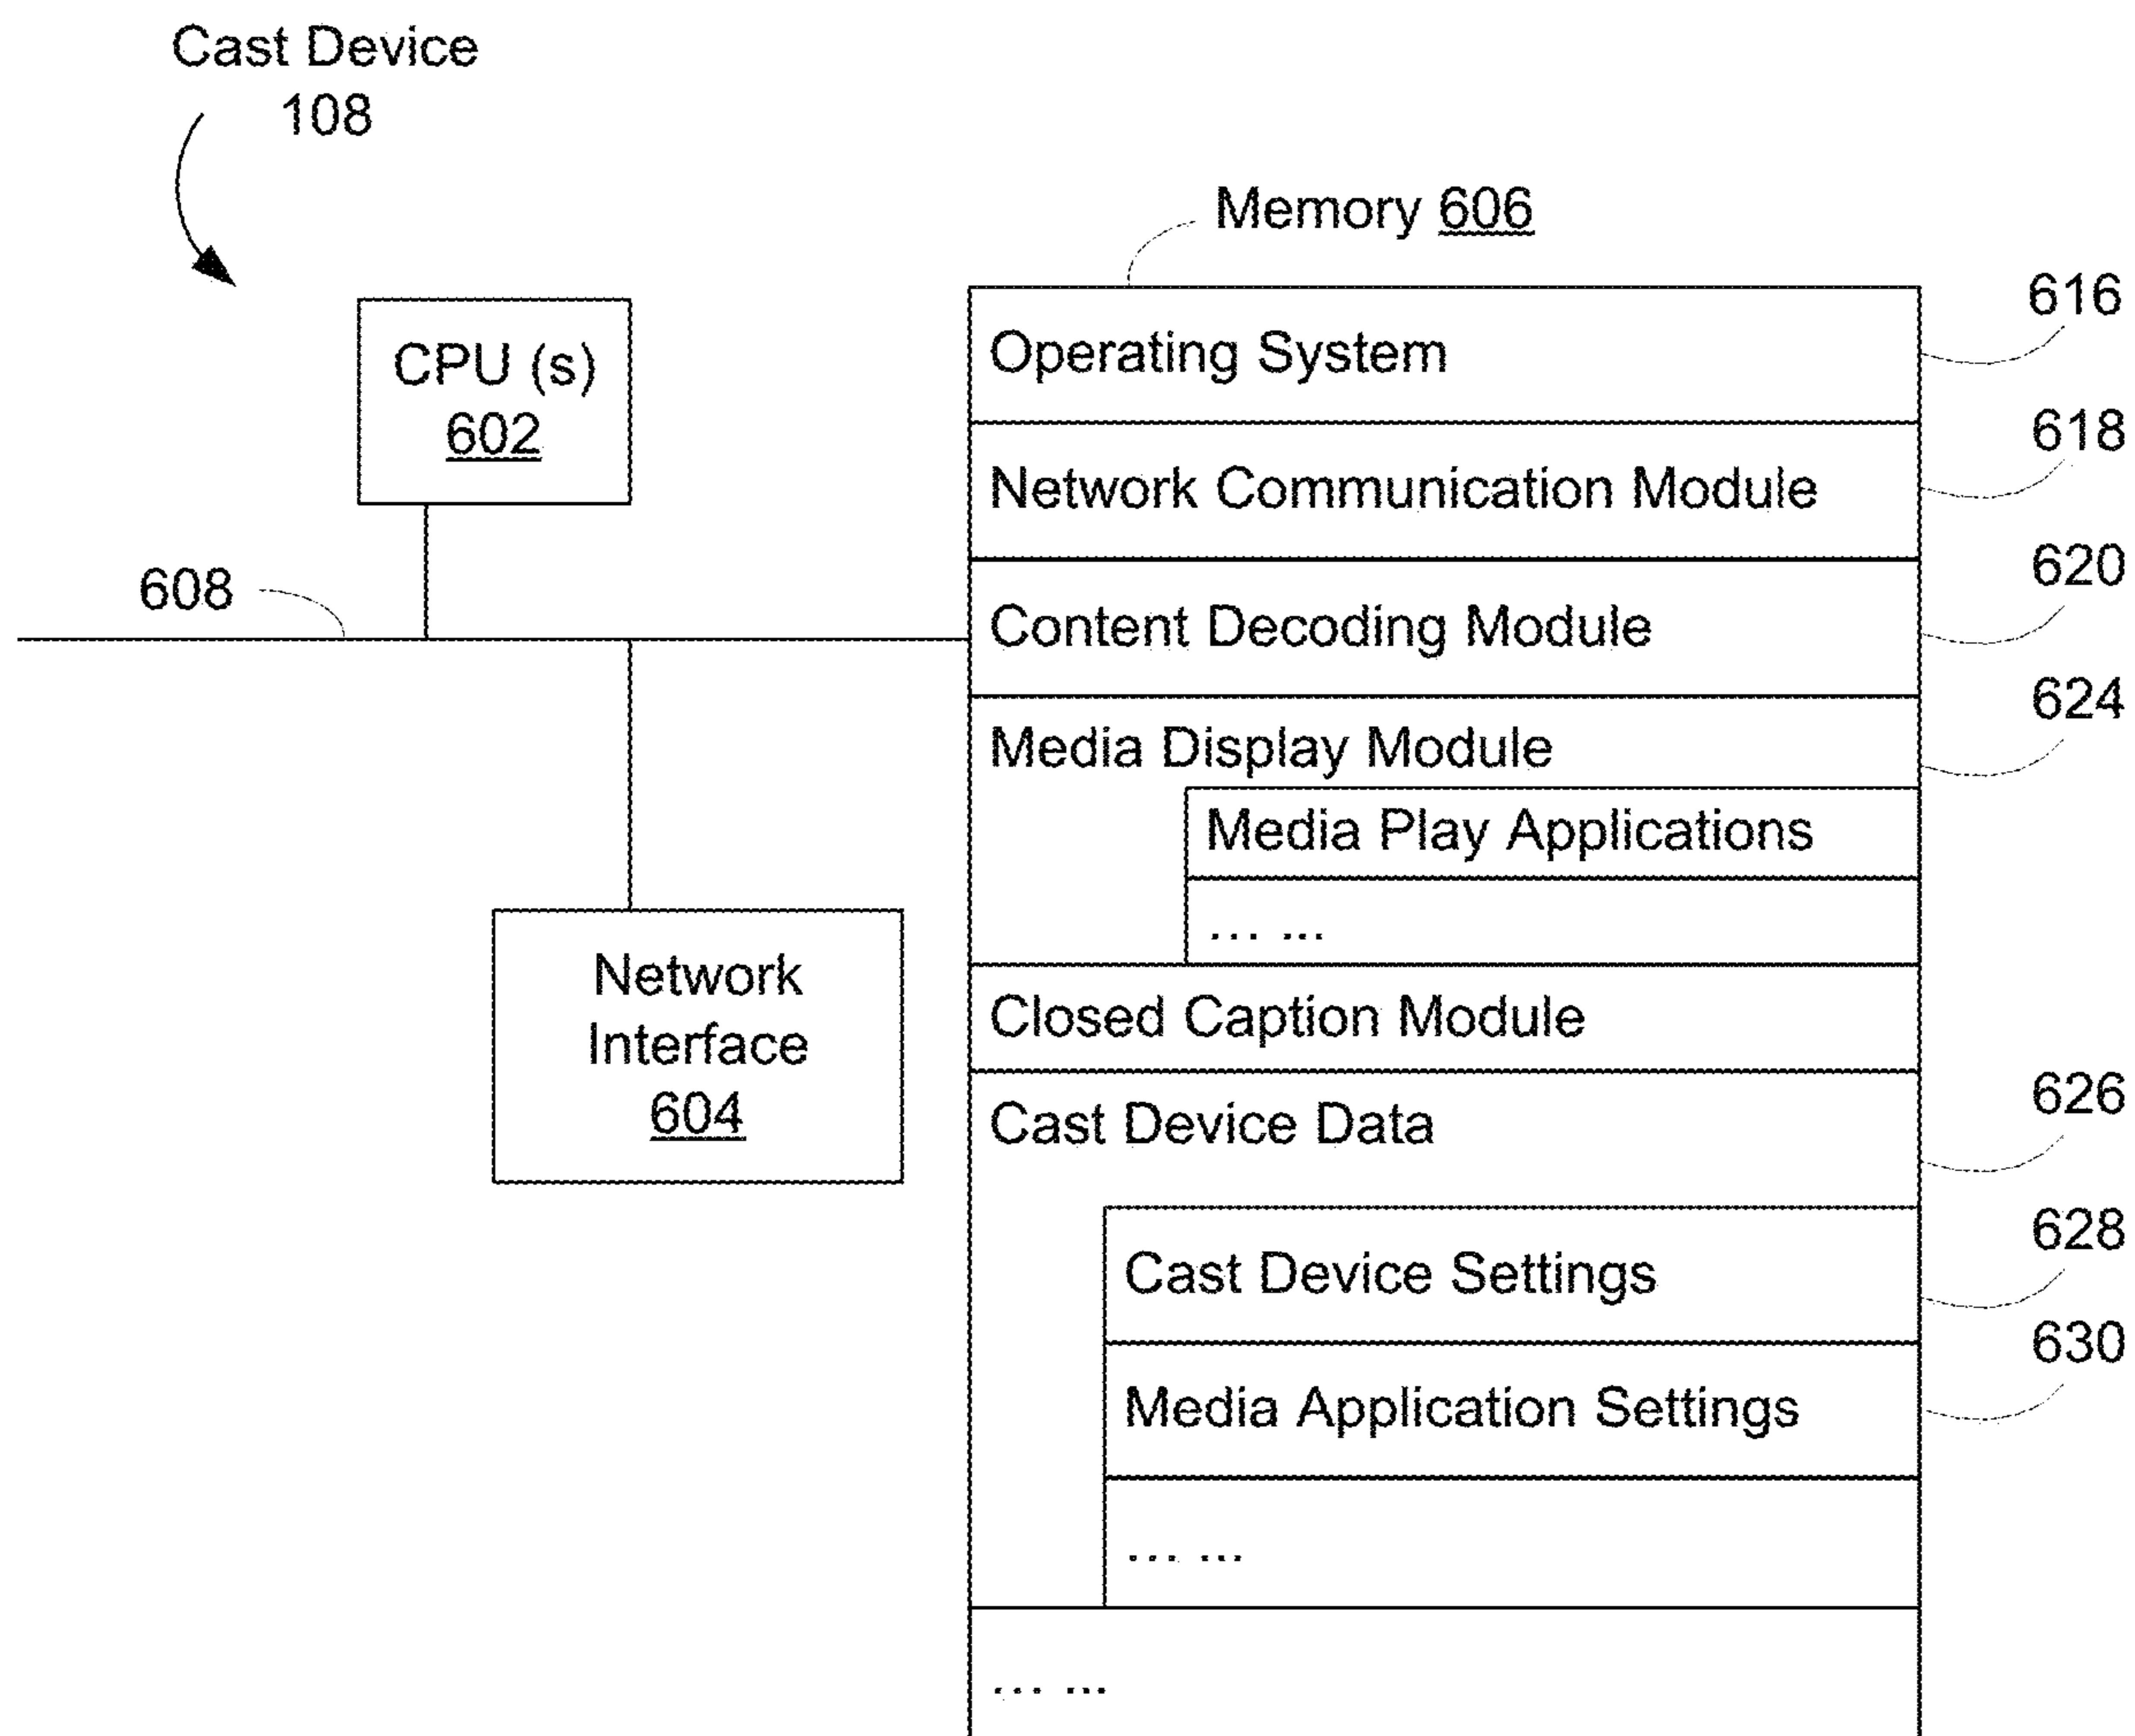 Cast Device
108
Memory 606
616
CPU (s)
602
Operating System
618
Network Communication Module
608
620
Content Decoding Module
624
Media Display Module
Media Play Applications
... ...
Network
Interface
604
Closed Caption Module
626
Cast Device Data
628
Cast Device Settings
630
Media Application Settings
... ...
... ...